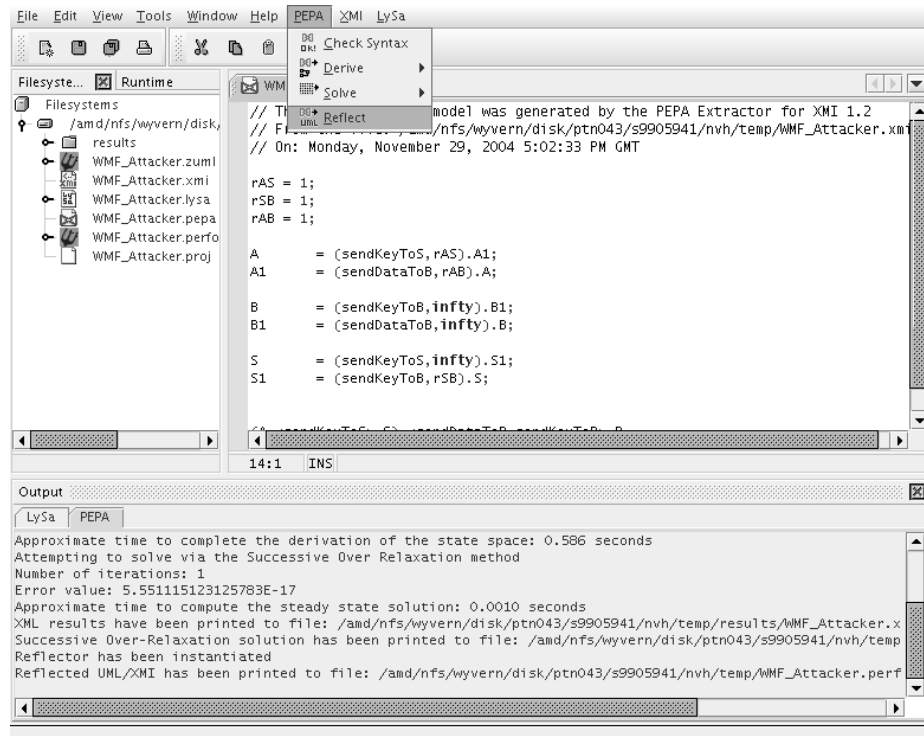 File Edit View Tools Window Help PEPA XMI LySa
Check Syntax
Derive
Solve
Reflect
Filesyste... Runtime
Filesystems
/amd/nfs/wyvern/disk,
results
WMF_Attacker.zuml
WMF_Attacker.xmi
WMF_Attacker.lysa
WMF_Attacker.pepa
WMF_Attacker.perfo
WMF_Attacker.proj
WM
// Th model was generated by the PEPA Extractor for XMI 1.2
/nfs/wyvern/disk/ptn043/s9905941/nvh/temp/WMF_Attacker.xmi
// On: Monday, November 29, 2004 5:02:33 PM GMT
rAS = 1;
rSB = 1;
rAB = 1;
A = (sendKeyToS,rAS).A1;
A1 = (sendDataToB,rAB).A;
B = (sendKeyToB,infty).B1;
B1 = (sendDataToB,infty).B;
S = (sendKeyToS,infty).S1;
S1 = (sendKeyToB,rSB).S;
14:1 INS
Output
LySa PEPA
Approximate time to complete the derivation of the state space: 0.586 seconds
Attempting to solve via the Successive Over Relaxation method
Number of iterations: 1
Error value: 5.551115123125783E-17
Approximate time to compute the steady state solution: 0.0010 seconds
XML results have been printed to file: /amd/nfs/wyvern/disk/ptn043/s9905941/nvh/temp/results/WMF_Attacker.x
Successive Over-Relaxation solution has been printed to file: /amd/nfs/wyvern/disk/ptn043/s9905941/nvh/temp
Reflector has been instantiated
Reflected UML/XMI has been printed to file: /amd/nfs/wyvern/disk/ptn043/s9905941/nvh/temp/WMF_Attacker.perf